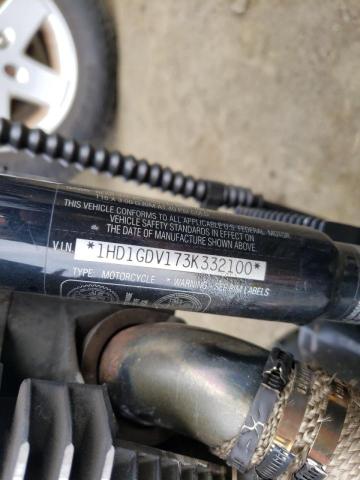 THIS VEHICLE CONFORMS TO ALL APPLICABLE U.S. FEDERAL MOTOR
VEHICLE SAFETY STANDARDS IN EFFECT ON
THE DATE OF MANUFACTURE SHOWN ABOVE.
VIN *1HD1GDV173K332100*
TYPE: MOTORCYCLE * WARNING - SEE RIM LABELS